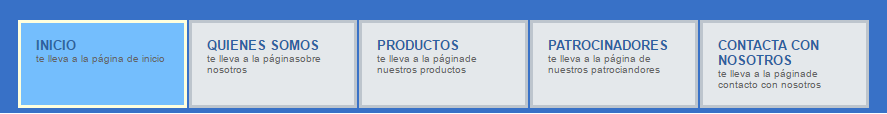 INICIO
te lleva a la página de inicio
QUIENES SOMOS
te lleva a la páginasobre
nosotros
PRODUCTOS
te lleva a la páginade
nuestros productos
PATROCINADORES
te lleva a la página de
nuestros patrociandores
CONTACTA CON
NOSOTROS
te lleva a la páginade
contacto con nosotros